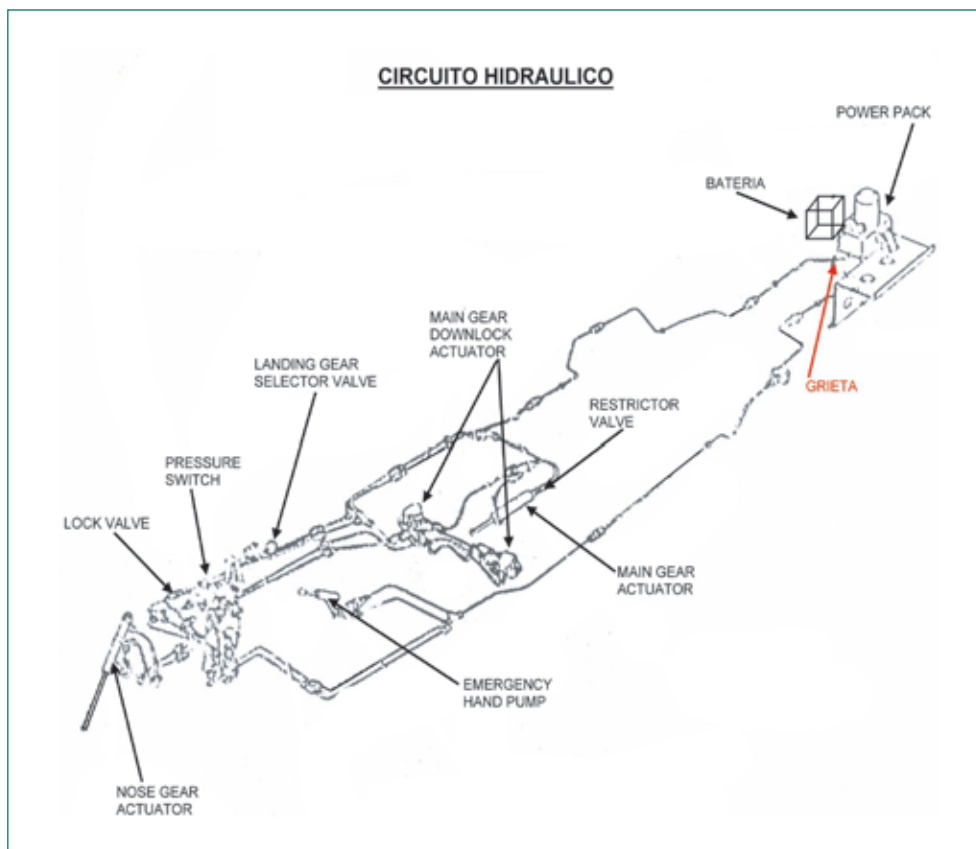 CIRCUITO HIDRAULICO
POWER PACK
BATERIA
MAIN GEAR
DOWNLOCK
ACTUATOR
LANDING GEAR
SELECTOR VALVE
GRIETA
RESTRICTOR
VALVE
PRESSURE
SWITCH
LOCK VALVE
MAIN GEAR
ACTUATOR
EMERGENCY
HAND PUMP
NOSE GEAR
ACTUATOR